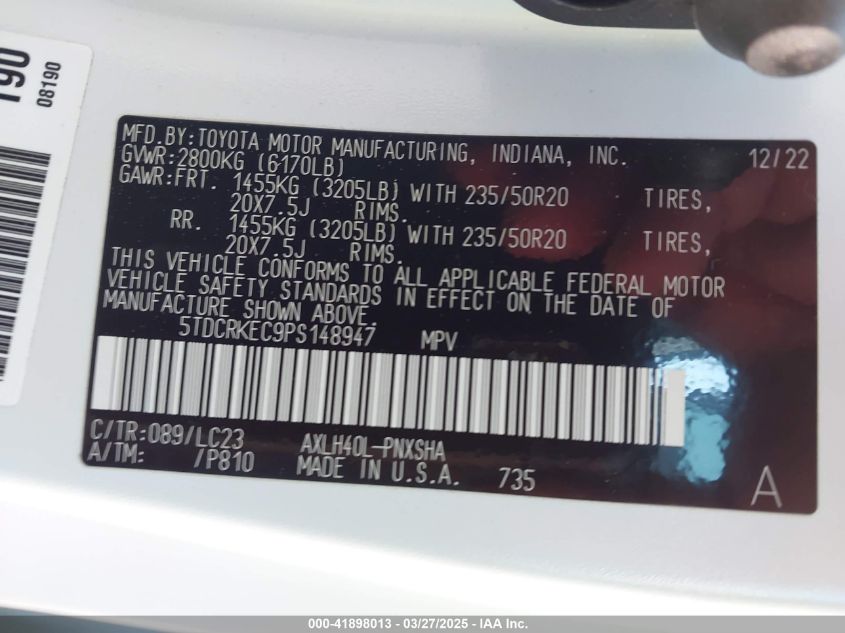 190
08190
MFD.BY:TOYOTA MOTOR MANUFACTURING, INDIANA, INC. 12/22
GVWR:2800KG (6170LB)
GAWR:FRT. 1455KG (3205LB) WITH 235/50R20 TIRES,
20X7.5J RIMS.
RR. 1455KG (3205LB) WITH 235/50R20 TIRES,
20X7.5J RIMS.
THIS VEHICLE CONFORMS TO ALL APPLICABLE FEDERAL MOTOR
VEHICLE SAFETY STANDARDS IN EFFECT ON THE DATE OF
MANUFACTURE SHOWN ABOVE.
5TDCRKEC9PS148947 MPV
C/TR:089/LC23 AXLH40L-PNXSHA
A/TM: /P810 MADE IN U.S.A. 735 A
000-41898013 - 03/27/2025 - IAA Inc.